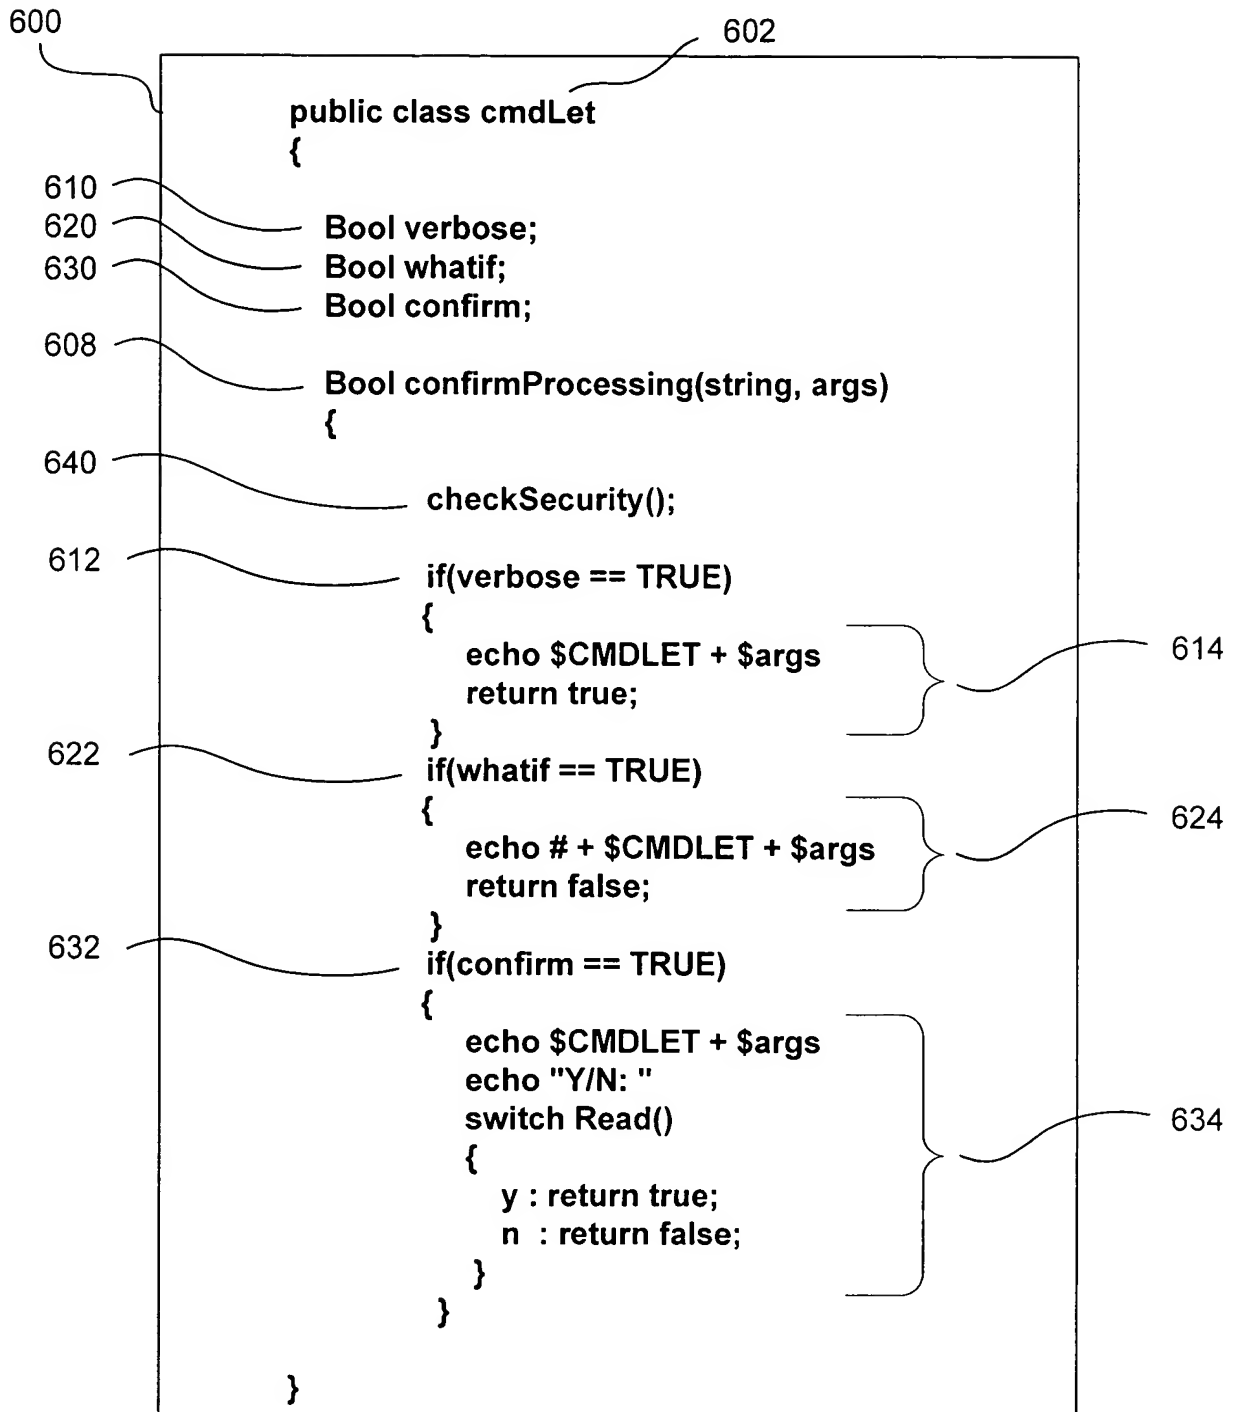 600
602
public class cmdLet
{
610
Bool verbose;
620
Bool whatif;
630
Bool confirm;
608
Bool confirmProcessing(string, args)
{
640
checkSecurity();
612
if(verbose == TRUE)
{
echo $CMDLET + $args
614
return true;
}
622
if(whatif == TRUE)
{
624
echo # + $CMDLET + $args
return false;
}
632
if(confirm == TRUE)
{
echo $CMDLET + $args
echo "Y/N: "
switch Read()
634
{
y : return true;
n : return false;
}
}
}